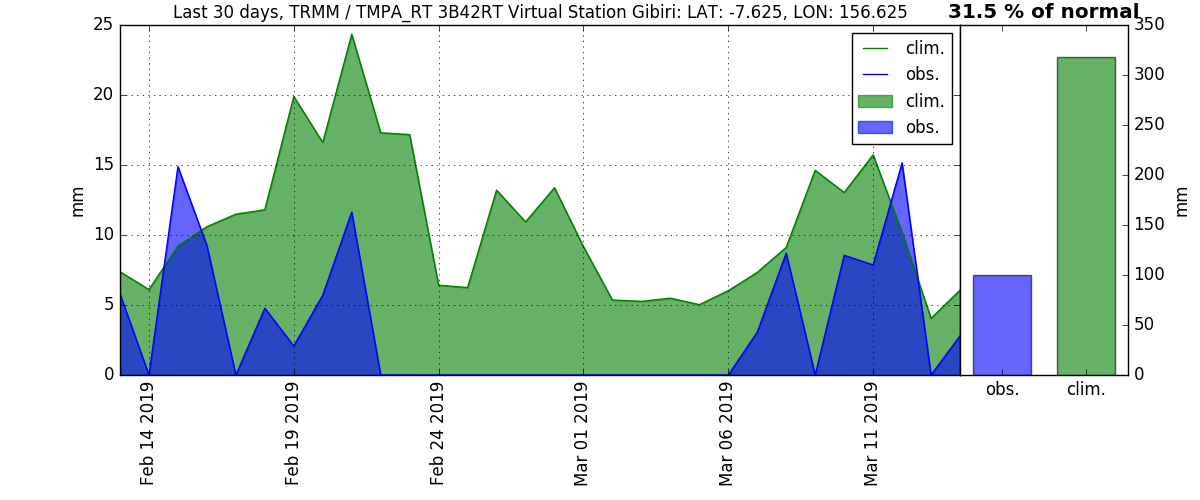 Last 30 days, TRMM / TMPA_RT 3B42RT Virtual Station Gibiri: LAT: -7.625, LON: 156.625
31.5 % of normal
25
20
15
10
5
0
mm
clim.
obs.
clim.
obs.
350
300
250
200
150
100
50
0
mm
Feb 14 2019
Feb 19 2019
Feb 24 2019
Mar 01 2019
Mar 06 2019
Mar 11 2019
obs.
clim.